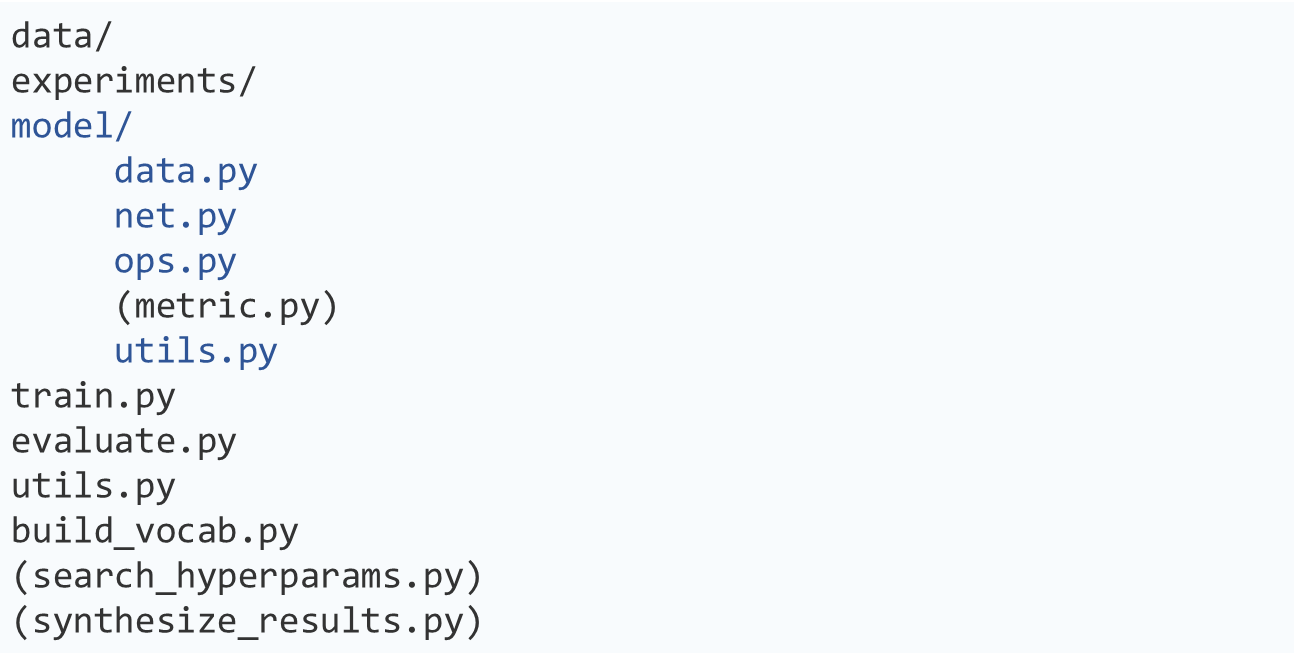 data/
experiments/
model/
data.py
net.py
ops.py
(metric.py)
utils.py
train.py
evaluate.py
utils.py
build_vocab.py
(search_hyperparams.py)
(synthesize_results.py)